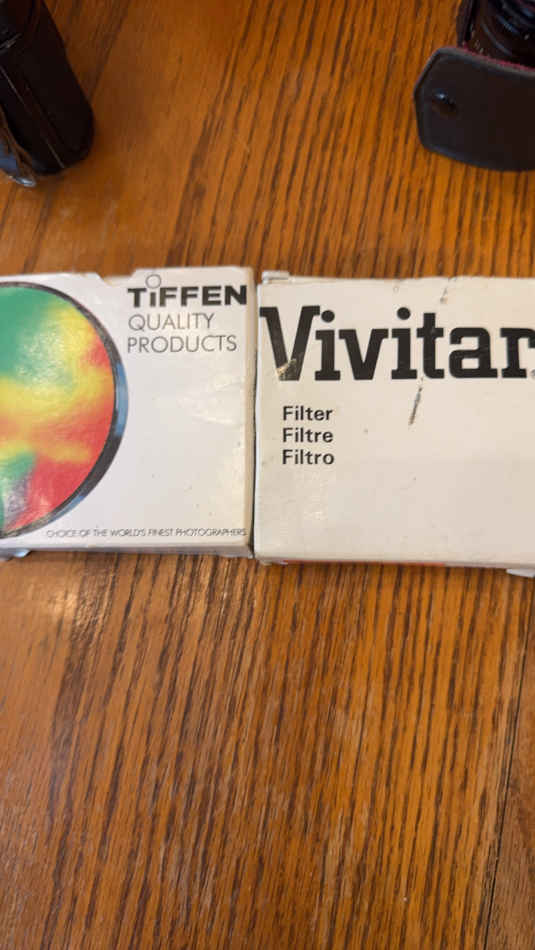 TiFFEN
QUALITY
PRODUCTS
CHOICE OF THE WORLD'S FINEST PHOTOGRAPHERS
Vivitar
Filter
Filtre
Filtro